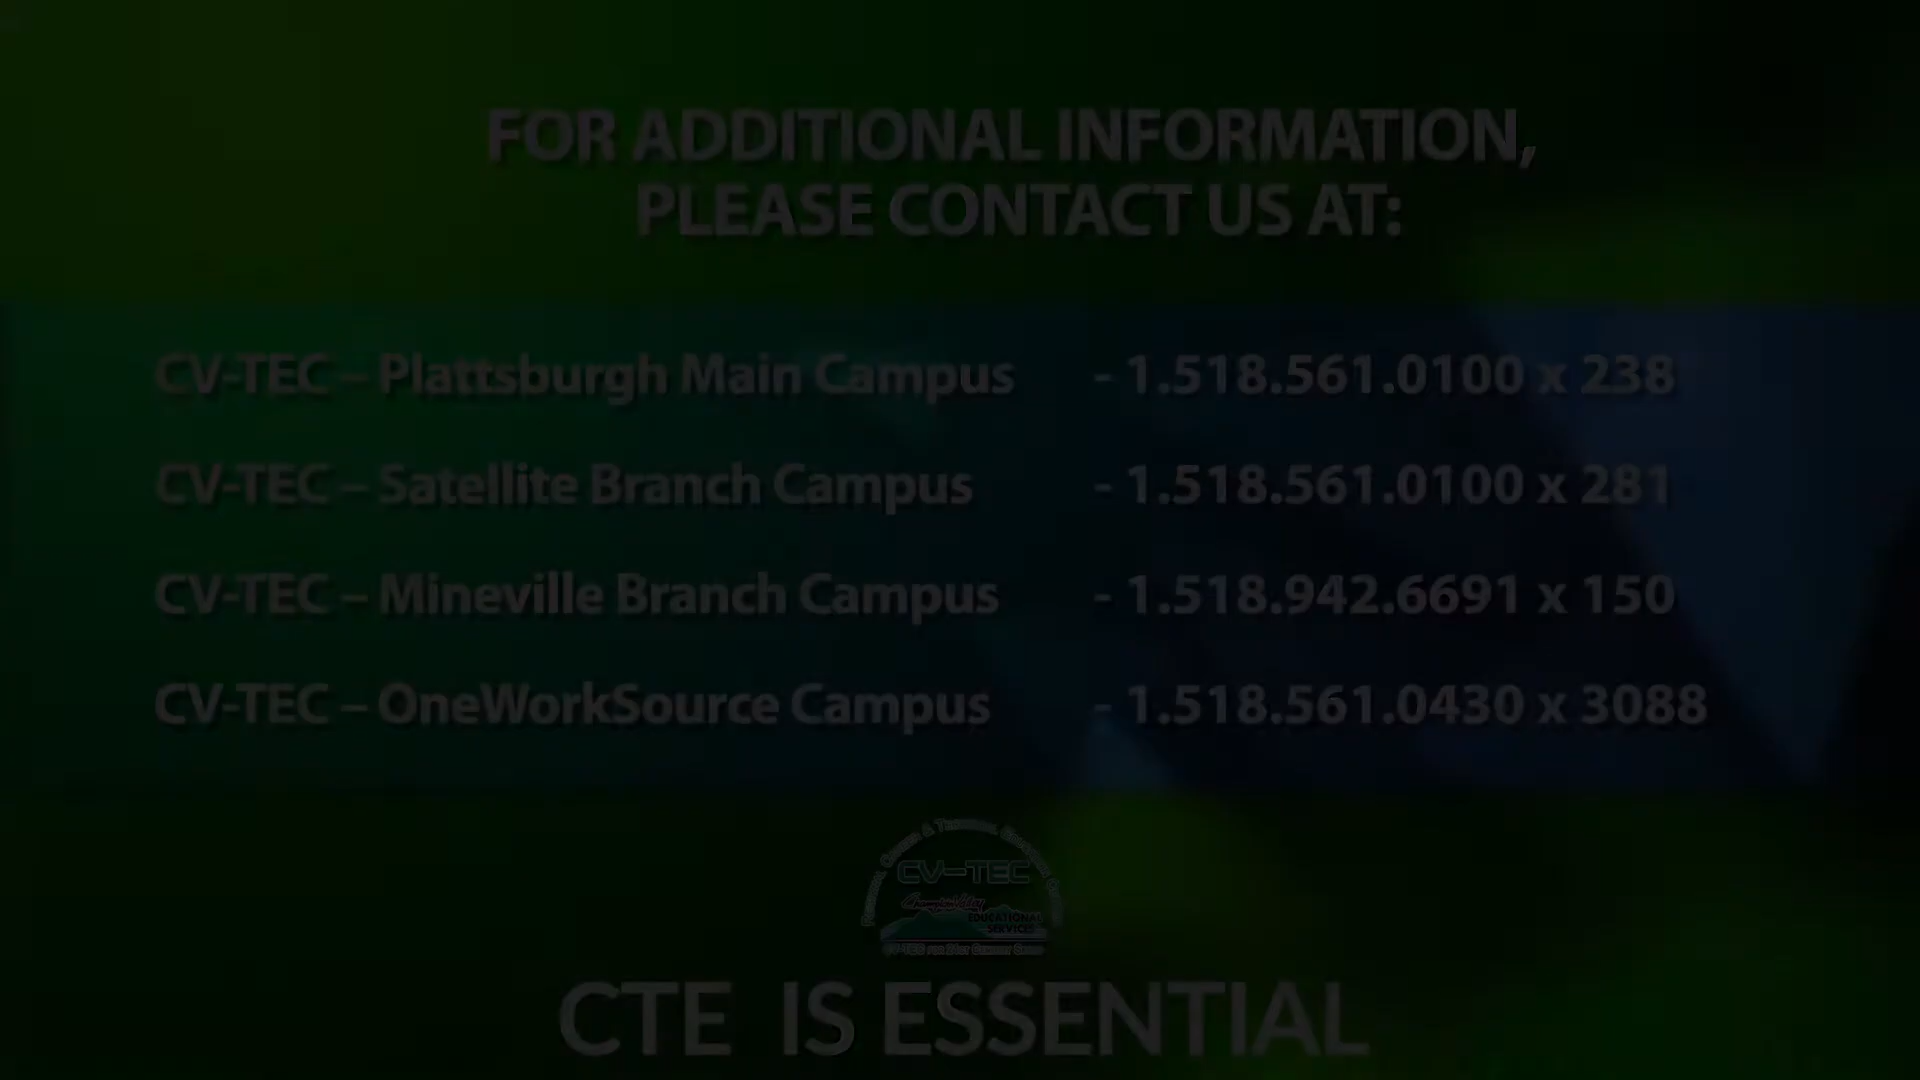 FOR ADDITIONAL INFORMATION,
PLEASE CONTACT US AT:
CV-TEC – Plattsburgh Main Campus - 1.518.561.0100 x 238
CV-TEC – Satellite Branch Campus - 1.518.561.0100 x 281
CV-TEC – Mineville Branch Campus - 1.518.942.6691 x 150
CV-TEC – OneWorkSource Campus - 1.518.561.0430 x 3088
CV-TEC
EDUCATIONAL
SERVICES
CTE IS ESSENTIAL